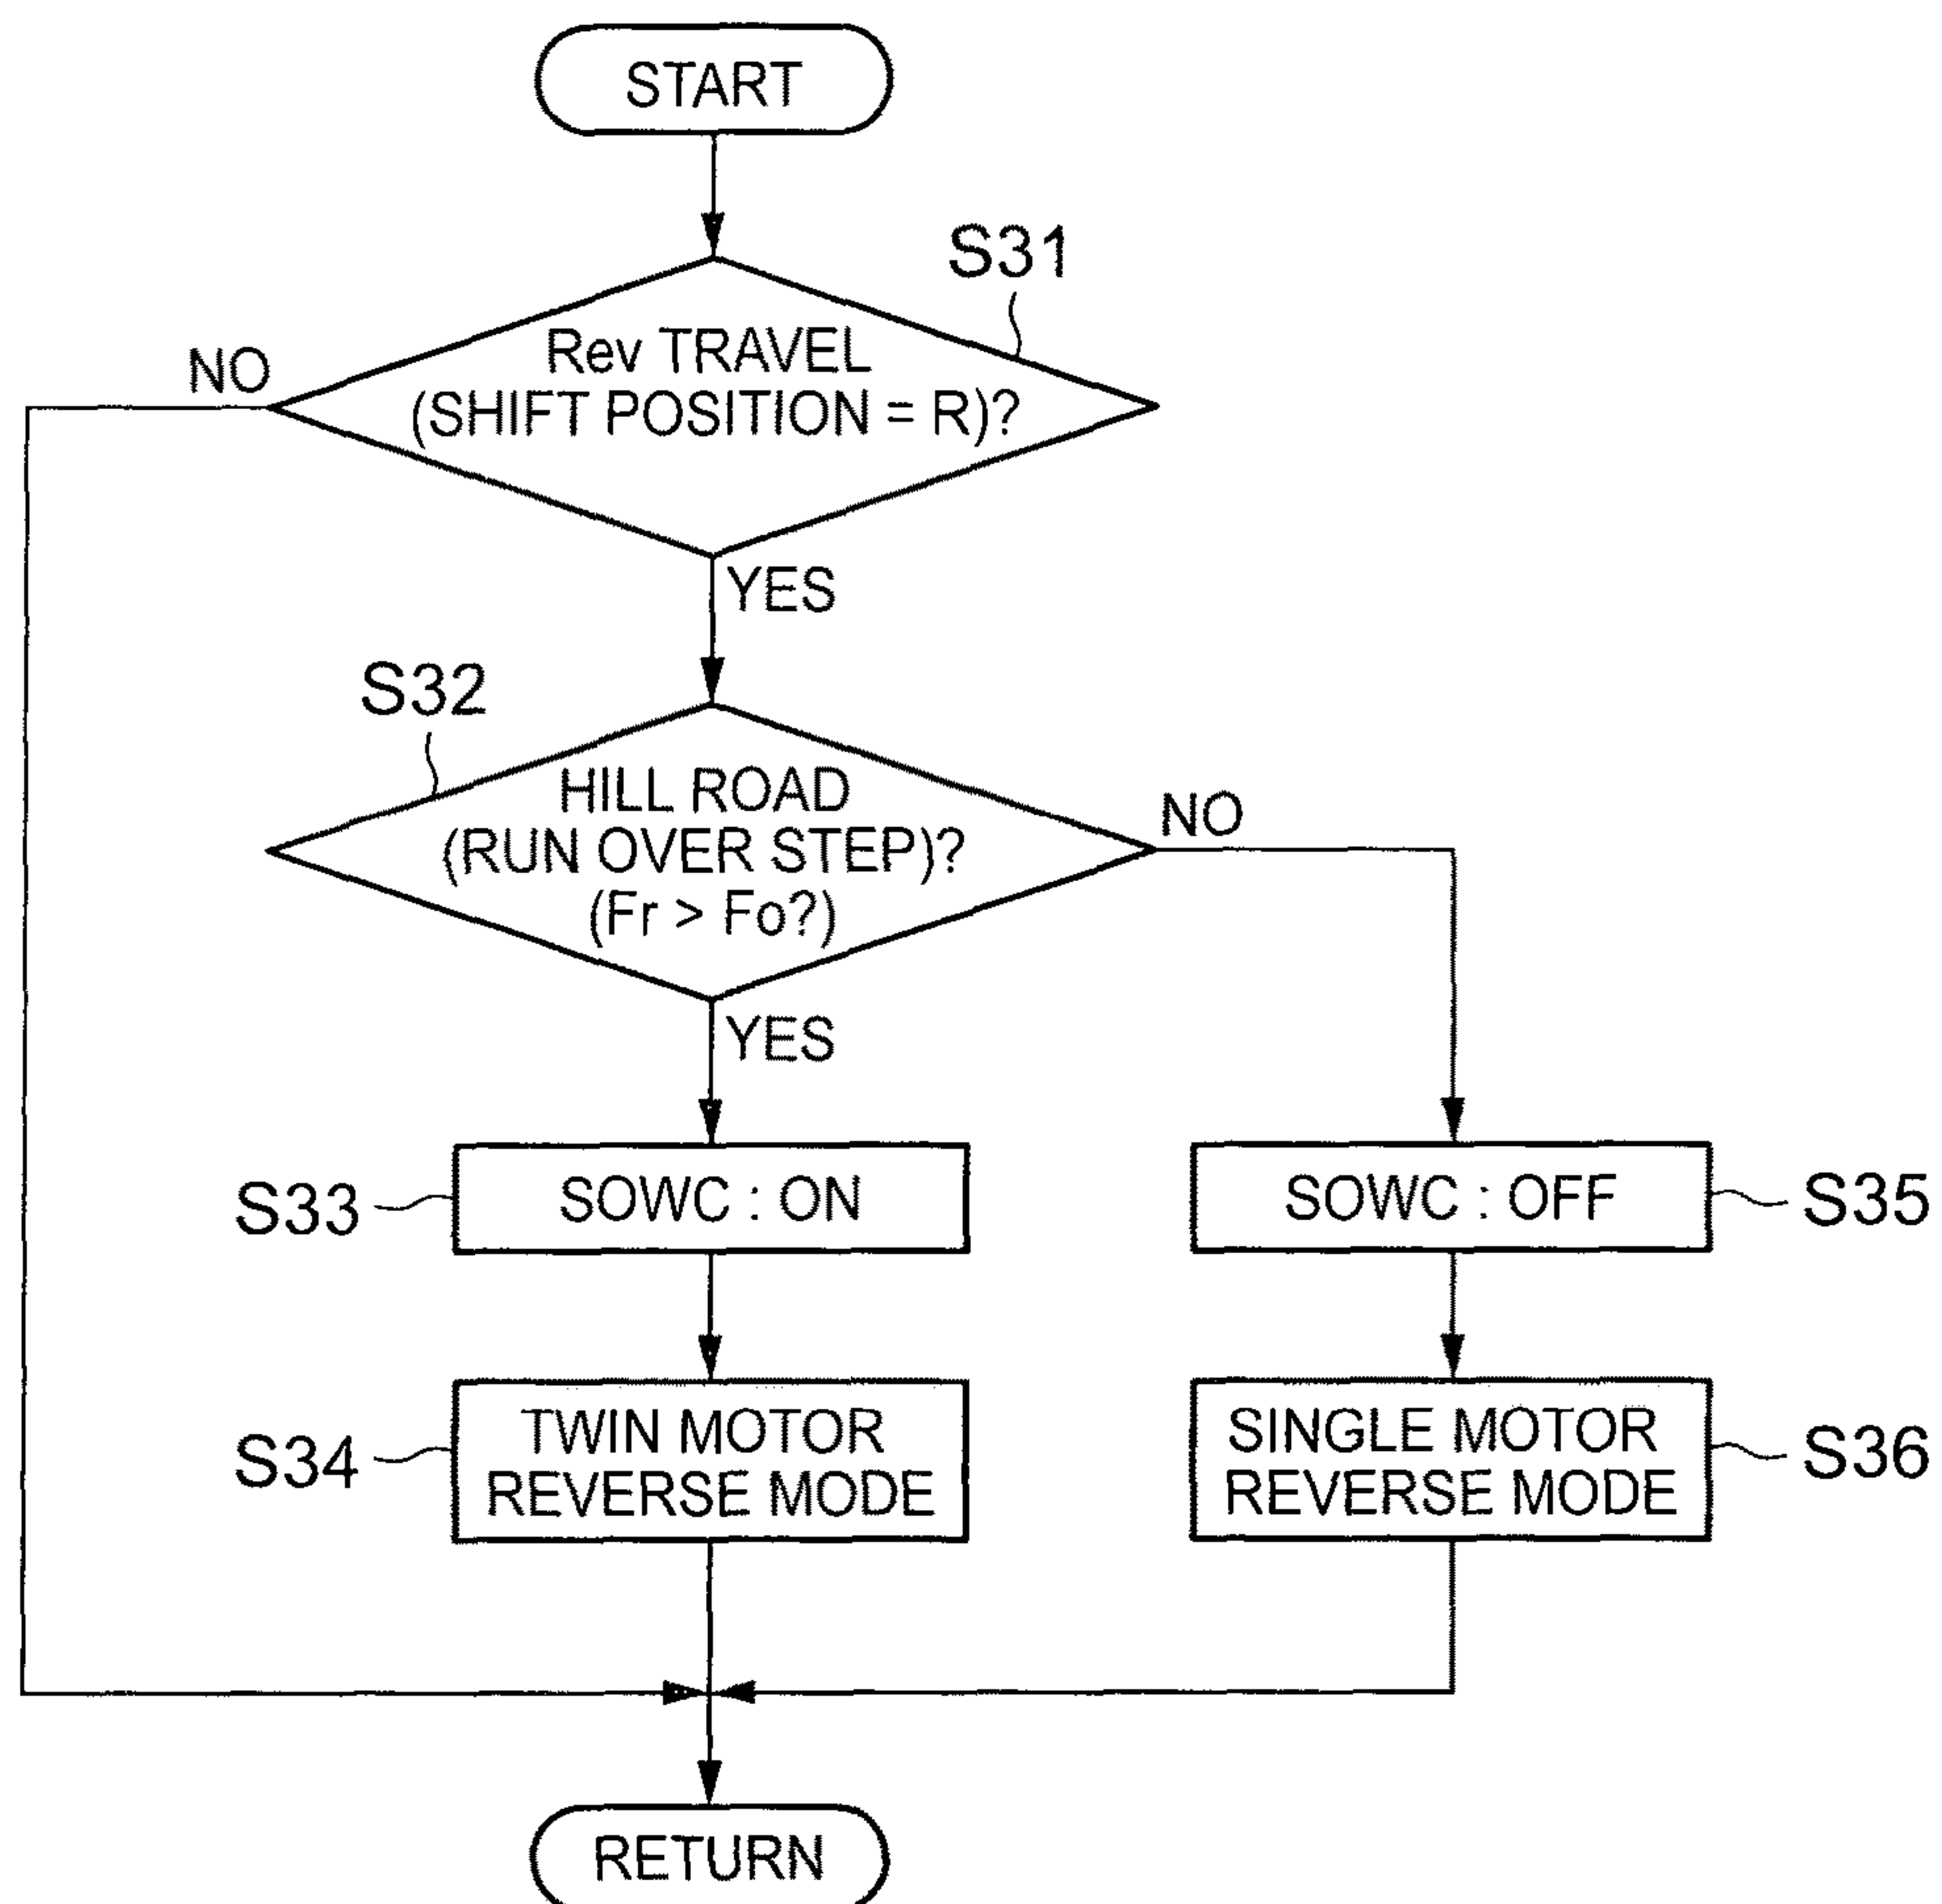 START
S31
Rev TRAVEL
(SHIFT POSITION = R)?
NO
YES
S32
HILL ROAD
(RUN OVER STEP)?
(Fr > Fo?)
NO
YES
S33
SOWC : ON
SOWC : OFF
S35
S34
TWIN MOTOR
REVERSE MODE
SINGLE MOTOR
REVERSE MODE
S36
RETURN